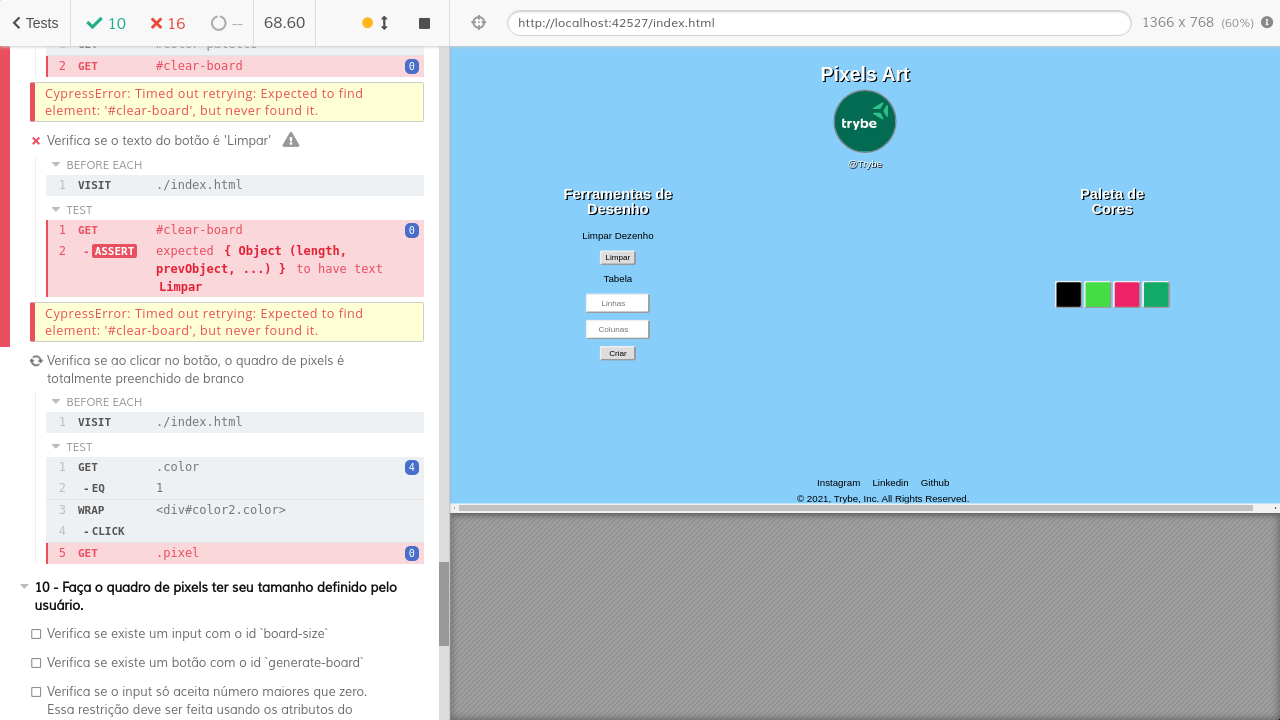 Tests
10
16
--
68.60
http://localhost:42527/index.html
1366 x 768 (60%)
2 GET #clear-board 0
CypressError: Timed out retrying: Expected to find
element: '#clear-board', but never found it.
Verifica se o texto do botão é 'Limpar'
BEFORE EACH
1 VISIT ./index.html
TEST
1 GET #clear-board 0
2 -ASSERT expected { Object (length,
prevObject, ...) } to have text
Limpar
CypressError: Timed out retrying: Expected to find
element: '#clear-board', but never found it.
Verifica se ao clicar no botão, o quadro de pixels é
totalmente preenchido de branco
BEFORE EACH
1 VISIT ./index.html
TEST
1 GET .color 4
2 -EQ 1
3 WRAP <div#color2.color>
4 -CLICK
5 GET .pixel 0
10 - Faça o quadro de pixels ter seu tamanho definido pelo
usuário.
Verifica se existe um input com o id `board-size`
Verifica se existe um botão com o id `generate-board`
Verifica se o input só aceita número maiores que zero.
Essa restrição deve ser feita usando os atributos do
Pixels Art
trybe
@Trybe
Ferramentas de
Desenho
Limpar Dezenho
Limpar
Tabela
Linhas
Colunas
Criar
Paleta de
Cores
Instagram Linkedin Github
© 2021, Trybe, Inc. All Rights Reserved.